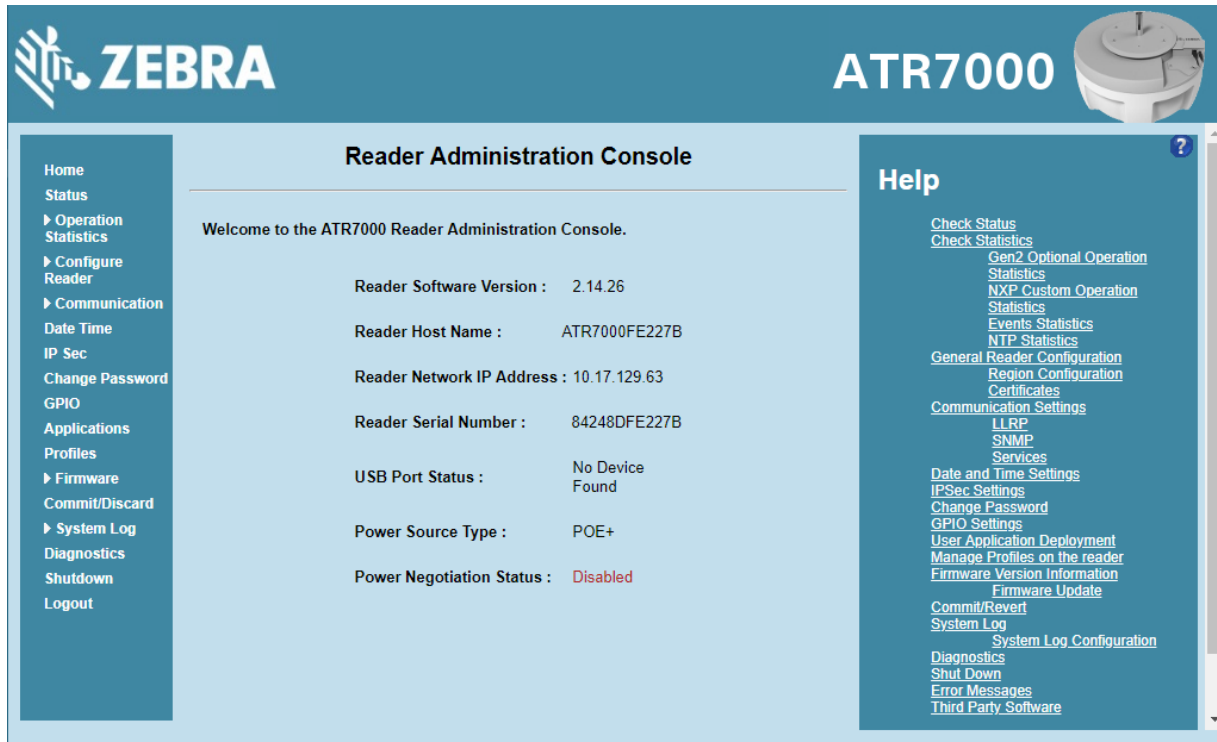 ZEBRA
ATR7000
Home
Status
Operation
Statistics
Configure
Reader
Communication
Date Time
IP Sec
Change Password
GPIO
Applications
Profiles
Firmware
Commit/Discard
System Log
Diagnostics
Shutdown
Logout
Reader Administration Console
Welcome to the ATR7000 Reader Administration Console.
Reader Software Version : 2.14.26
Reader Host Name : ATR7000FE227B
Reader Network IP Address : 10.17.129.63
Reader Serial Number : 84248DFE227B
USB Port Status : No Device
Found
Power Source Type : POE+
Power Negotiation Status : Disabled
?
Help
Check Status
Check Statistics
Gen2 Optional Operation
Statistics
NXP Custom Operation
Statistics
Events Statistics
NTP Statistics
General Reader Configuration
Region Configuration
Certificates
Communication Settings
LLRP
SNMP
Services
Date and Time Settings
IPSec Settings
Change Password
GPIO Settings
User Application Deployment
Manage Profiles on the reader
Firmware Version Information
Firmware Update
Commit/Revert
System Log
System Log Configuration
Diagnostics
Shut Down
Error Messages
Third Party Software